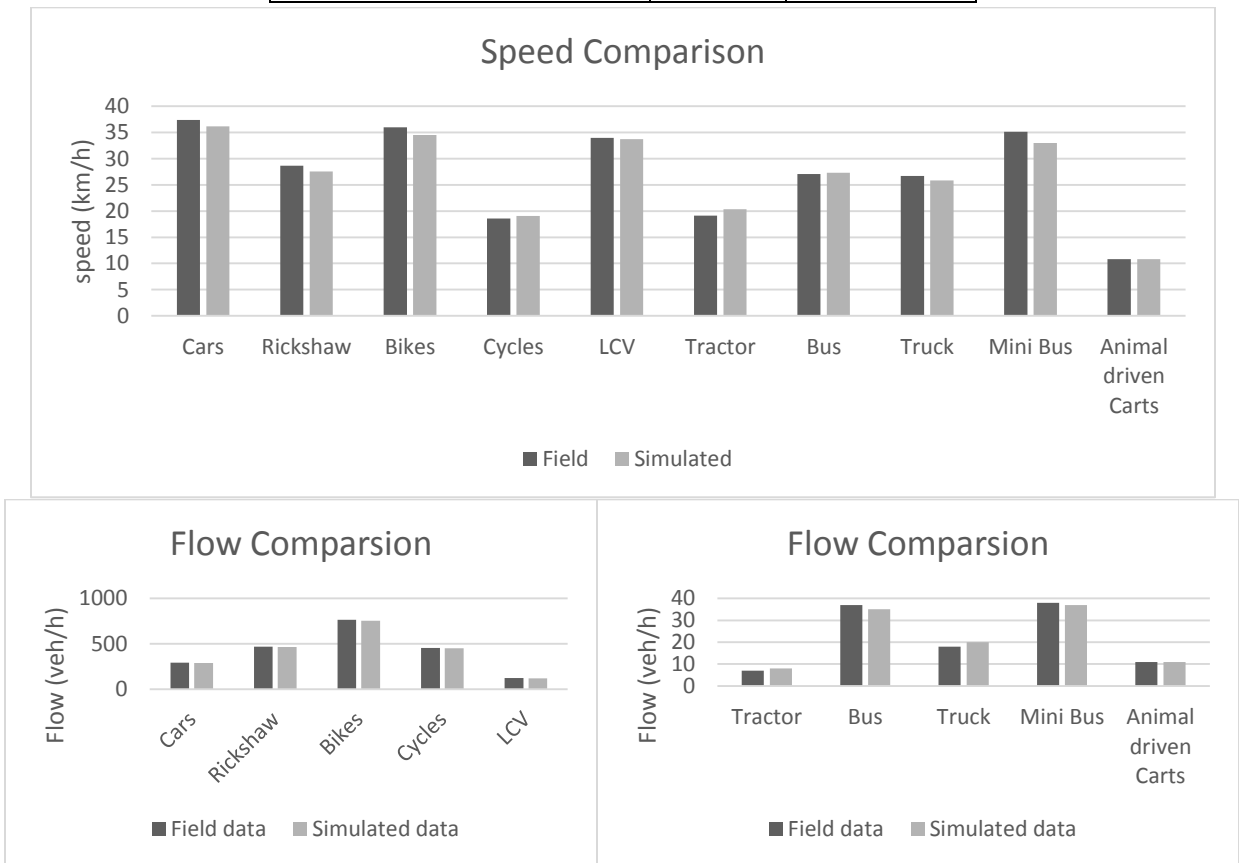 Speed Comparison
speed (km/h)
40
35
30
25
20
15
10
5
0
Cars Rickshaw Bikes Cycles LCV Tractor Bus Truck Mini Bus Animal
driven
Carts
Field Simulated
Flow Comparsion
Flow (veh/h)
1000
500
0
Cars Rickshaw Bikes Cycles LCV
Field data Simulated data
Flow Comparsion
Flow (veh/h)
40
30
20
10
0
Tractor Bus Truck Mini Bus Animal
driven
Carts
Field data Simulated data